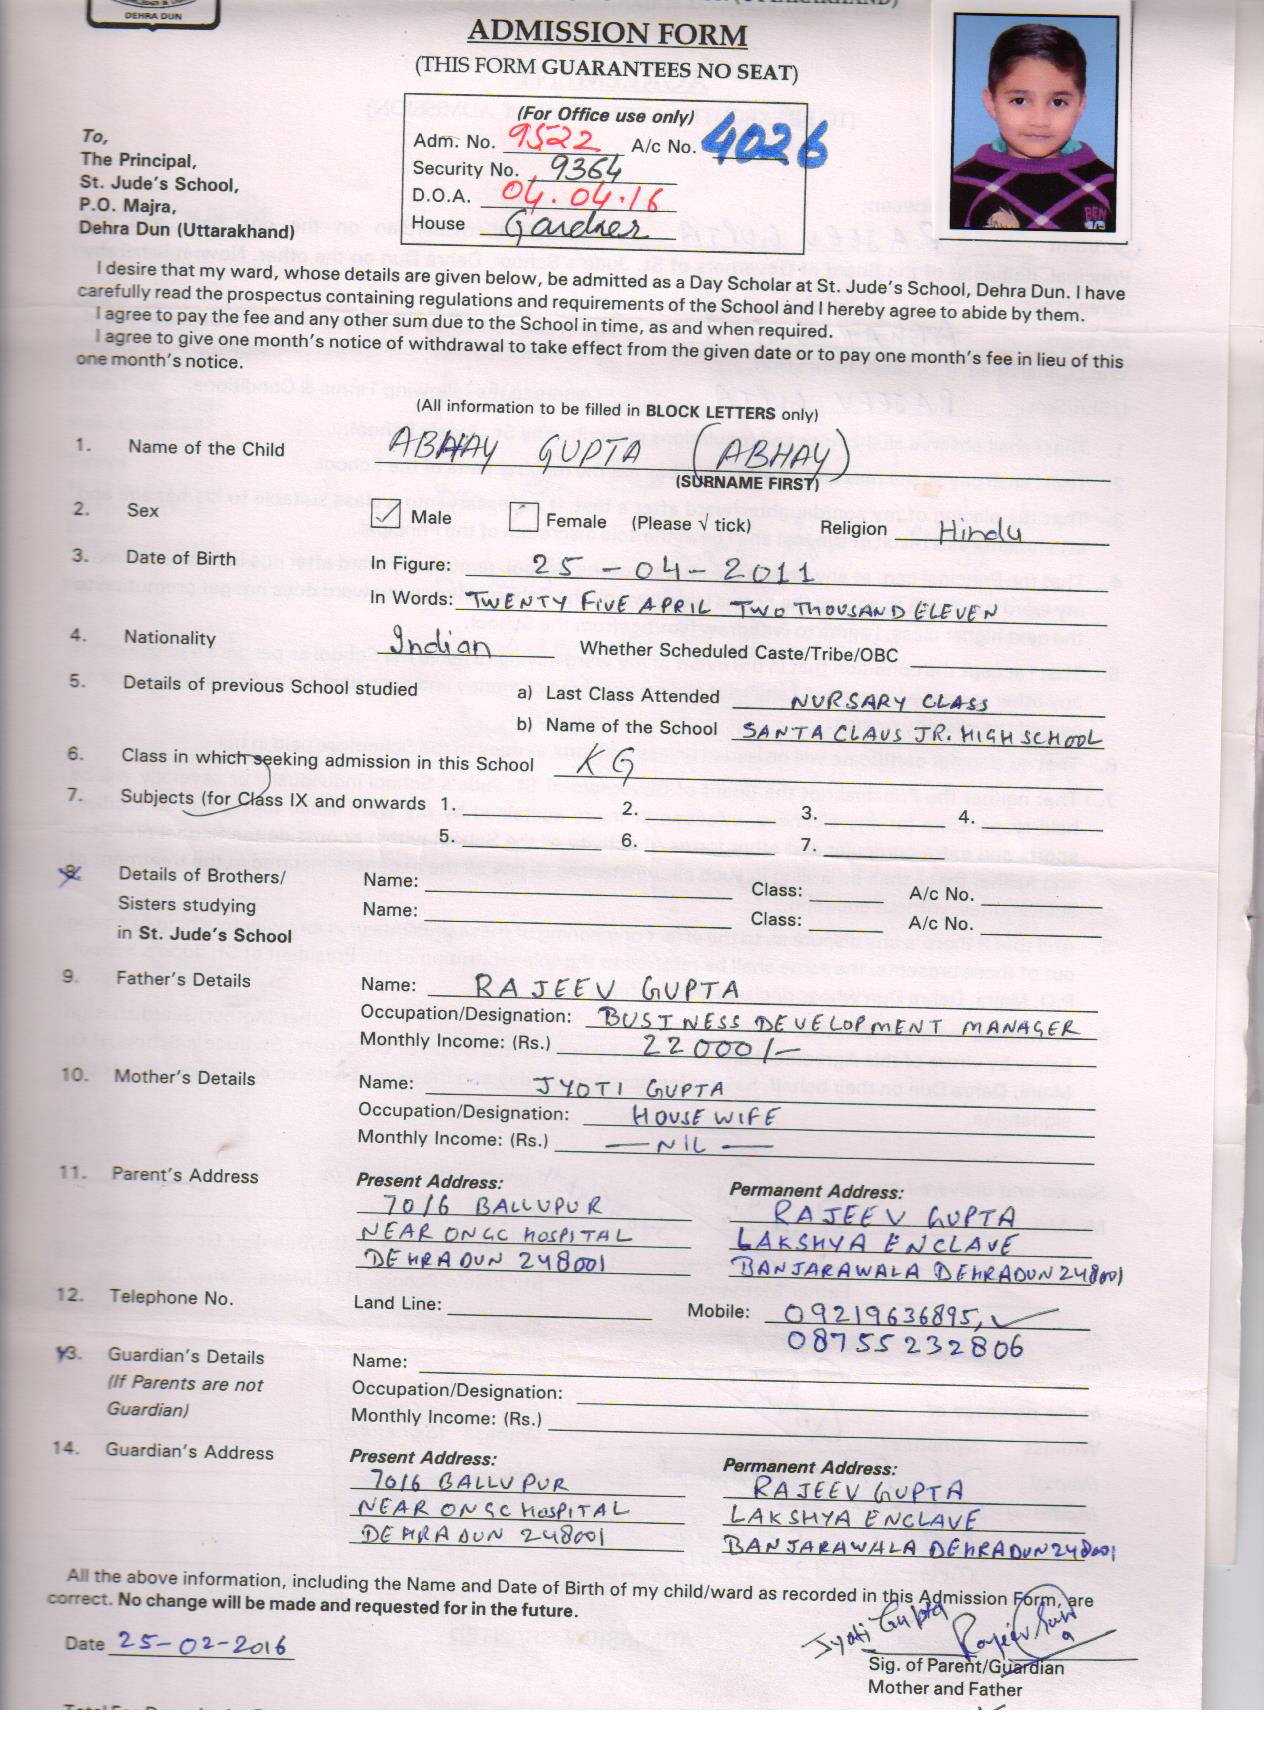 DEHRA DUN
ADMISSION FORM
(THIS FORM GUARANTEES NO SEAT)
(For Office use only)
Adm. No. 9522 A/c No. 4026
Security No. 9364
D.O.A. 04.04.16
House Gardner
To,
The Principal,
St. Jude's School,
P.O. Majra,
Dehra Dun (Uttarakhand)
I desire that my ward, whose details are given below, be admitted as a Day Scholar at St. Jude's School, Dehra Dun. I have
carefully read the prospectus containing regulations and requirements of the School and I hereby agree to abide by them.
I agree to pay the fee and any other sum due to the School in time, as and when required.
I agree to give one month's notice of withdrawal to take effect from the given date or to pay one month's fee in lieu of this
one month's notice.
(All information to be filled in BLOCK LETTERS only)
1. Name of the Child ABHAY GUPTA (ABHAY)
(SURNAME FIRST)
2. Sex Male Female (Please √ tick) Religion Hindu
3. Date of Birth In Figure: 25-04-2011
In Words: TWENTY FIVE APRIL TWO THOUSAND ELEVEN
4. Nationality Indian Whether Scheduled Caste/Tribe/OBC
5. Details of previous School studied a) Last Class Attended NURSARY CLASS
b) Name of the School SANTA CLAUS JR. HIGH SCHOOL
6. Class in which seeking admission in this School KG
7. Subjects (for Class IX and onwards 1. 2. 3. 4.
5. 6. 7.
8. Details of Brothers/ Name: Class: A/c No.
Sisters studying Name: Class: A/c No.
in St. Jude's School
9. Father's Details Name: RAJEEV GUPTA
Occupation/Designation: BUSINESS DEVELOPMENT MANAGER
Monthly Income: (Rs.) 22000/-
10. Mother's Details Name: JYOTI GUPTA
Occupation/Designation: HOUSE WIFE
Monthly Income: (Rs.) — NIL —
11. Parent's Address Present Address: Permanent Address:
70/6 BALLUPUR RAJEEV GUPTA
NEAR ONGC HOSPITAL LAKSHYA ENCLAVE
DEHRADUN 248001 BANJARAWALA DEHRADUN 248001
12. Telephone No. Land Line: Mobile: 09219636895,
08755232806
13. Guardian's Details Name:
(If Parents are not Occupation/Designation:
Guardian) Monthly Income: (Rs.)
14. Guardian's Address Present Address: Permanent Address:
70/6 BALLUPUR RAJEEV GUPTA
NEAR ONGC HOSPITAL LAKSHYA ENCLAVE
DEHRADUN 248001 BANJARAWALA DEHRADUN 248001
All the above information, including the Name and Date of Birth of my child/ward as recorded in this Admission Form, are
correct. No change will be made and requested for in the future.
Date 25-02-2016 Jyoti Gupta Rajeev
Sig. of Parent/Guardian
Mother and Father